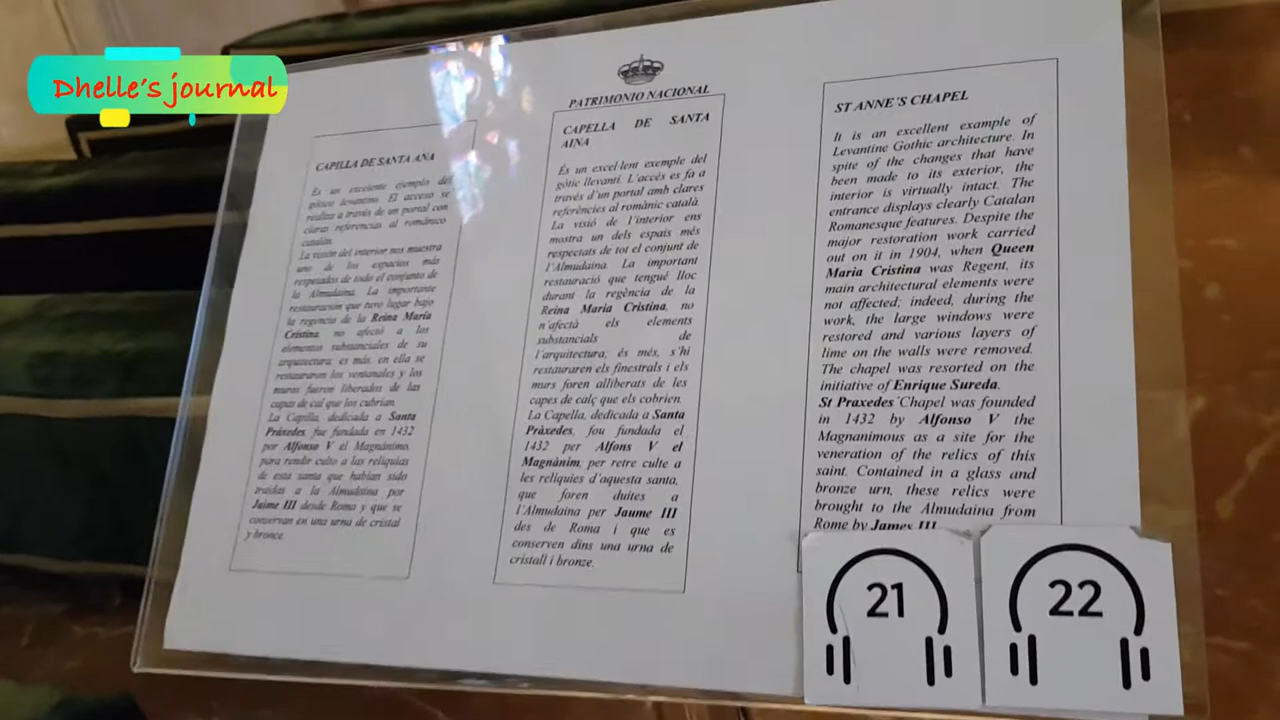 Dhelle's journal
PATRIMONIO NACIONAL
CAPILLA DE SANTA ANA
Es un excelente ejemplo del
gótico levantino. El acceso se
realiza a través de un portal con
claras referencias al románico
catalán.
La visión del interior nos muestra
uno de los espacios más
respetados de todo el conjunto de
la Almudaina. La importante
restauración que tuvo lugar bajo
la regencia de la Reina María
Cristina, no afectó a los
elementos substanciales de su
arquitectura, es más, en ella se
restauraron los ventanales y los
muros fueron liberados de las
capas de cal que los cubrían.
La Capilla, dedicada a Santa
Práxedes, fue fundada en 1432
por Alfonso V el Magnánimo,
para rendir culto a las reliquias
de esta santa que habían sido
traídas a la Almudaina por
Jaime III desde Roma y que se
conservan en una urna de cristal
y bronce.
CAPELLA DE SANTA
AINA
És un excel·lent exemple del
gòtic llevantí. L'accés es fa a
través d'un portal amb clares
referències al romànic català.
La visió de l'interior ens
mostra un dels espais més
respectats de tot el conjunt de
l'Almudaina. La important
restauració que tengué lloc
durant la regència de la
Reina Maria Cristina, no
n'afectà els elements
substancials de
l'arquitectura, és més, s'hi
restauraren els finestrals i els
murs foren alliberats de les
capes de calç que els cobrien.
La Capella, dedicada a Santa
Pràxedes, fou fundada el
1432 per Alfons V el
Magnànim, per retre culte a
les relíquies d'aquesta santa,
que foren duites a
l'Almudaina per Jaume III
des de Roma i que es
conserven dins una urna de
cristall i bronze.
ST ANNE'S CHAPEL
It is an excellent example of
Levantine Gothic architecture. In
spite of the changes that have
been made to its exterior, the
interior is virtually intact. The
entrance displays clearly Catalan
Romanesque features. Despite the
major restoration work carried
out on it in 1904, when Queen
Maria Cristina was Regent, its
main architectural elements were
not affected; indeed, during the
work, the large windows were
restored and various layers of
lime on the walls were removed.
The chapel was resorted on the
initiative of Enrique Sureda.
St Praxedes' Chapel was founded
in 1432 by Alfonso V the
Magnanimous as a site for the
veneration of the relics of this
saint. Contained in a glass and
bronze urn, these relics were
brought to the Almudaina from
Rome by James III
21
22